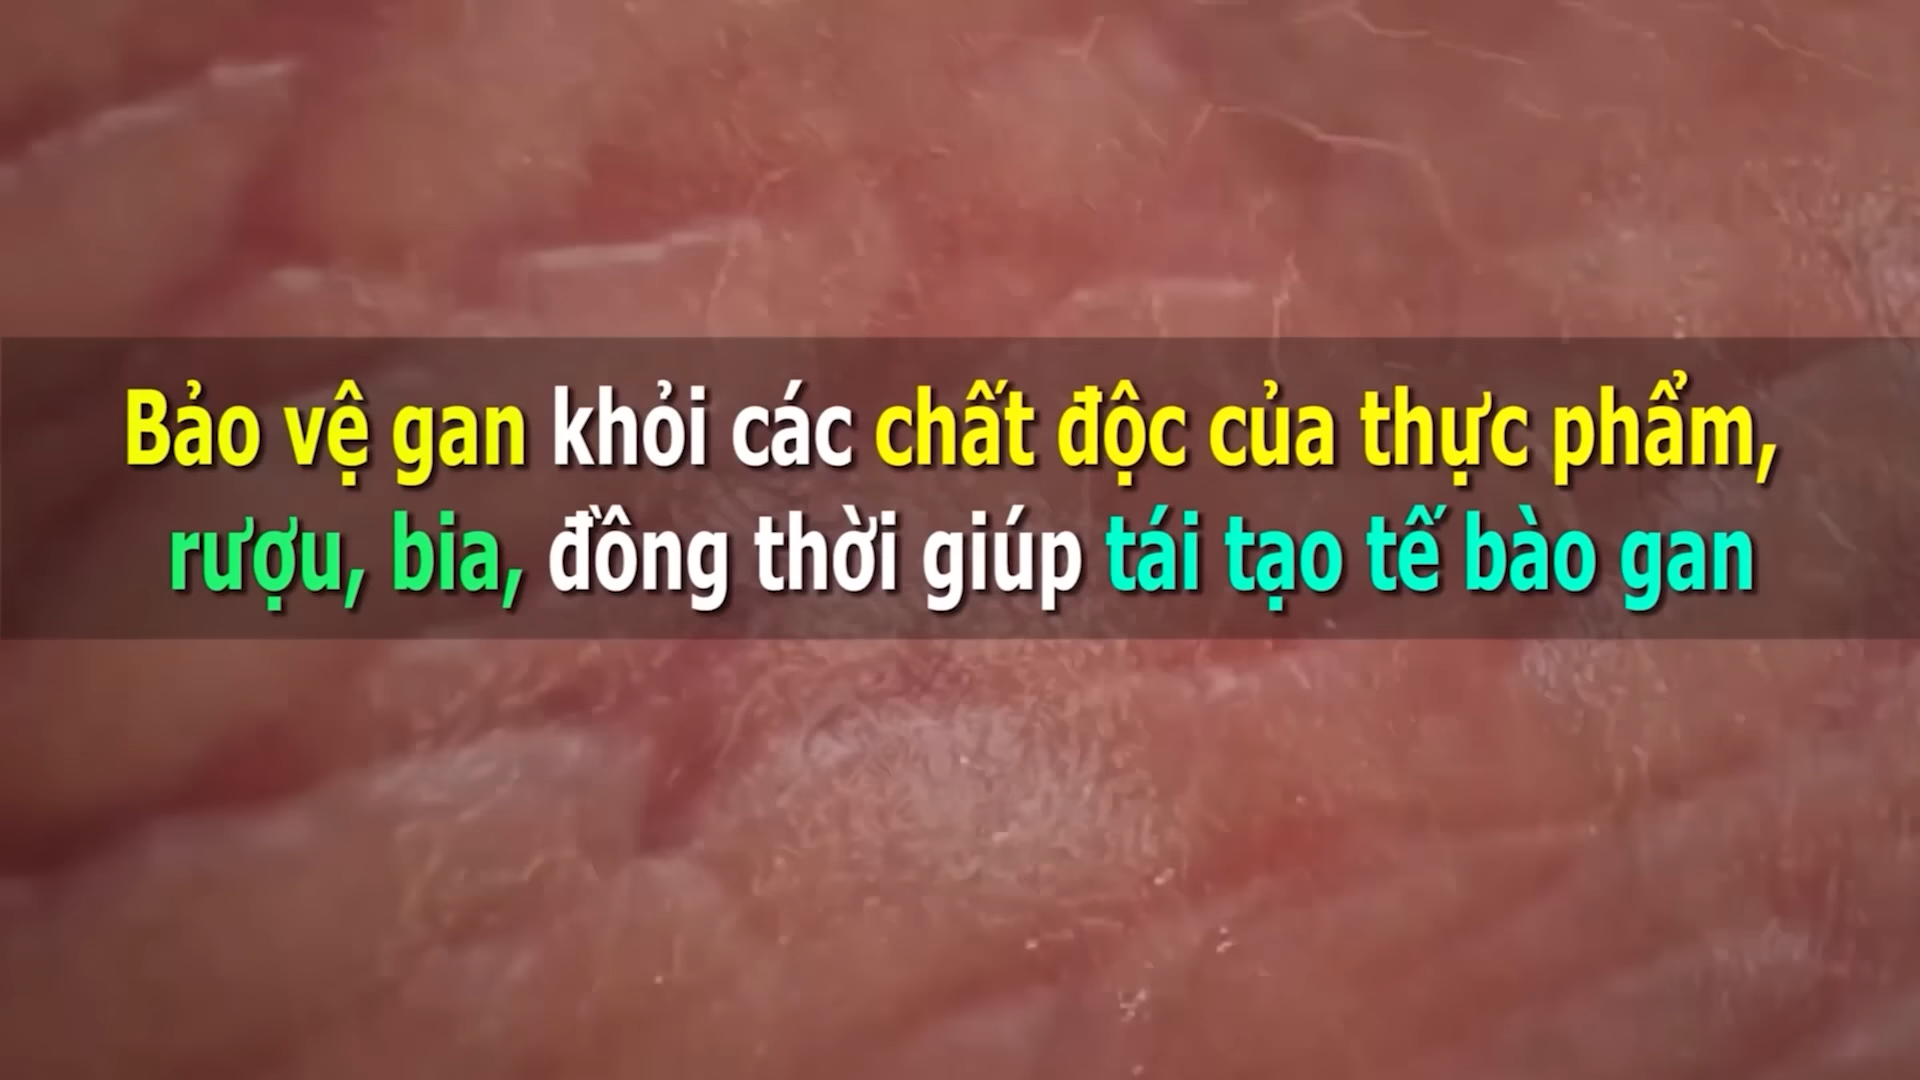 Bảo vệ gan khỏi các chất độc của thực phẩm,
rượu, bia, đồng thời giúp tái tạo tế bào gan